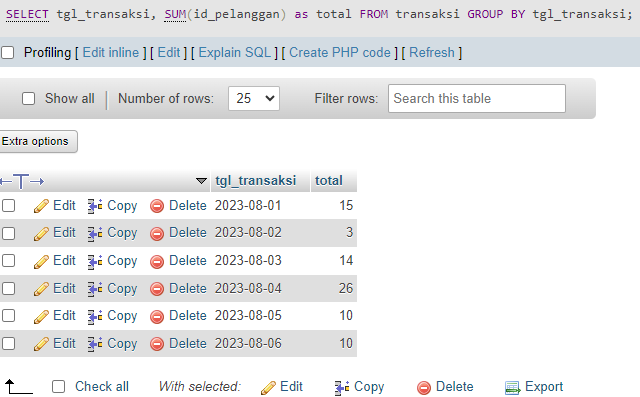 SELECT tgl_transaksi, SUM(id_pelanggan) as total FROM transaksi GROUP BY tgl_transaksi;
Profiling [ Edit inline ] [ Edit ] [ Explain SQL ] [ Create PHP code ] [ Refresh ]
Show all Number of rows: 25 Filter rows: Search this table
Extra options
←T→ tgl_transaksi total
Edit Copy Delete 2023-08-01 15
Edit Copy Delete 2023-08-02 3
Edit Copy Delete 2023-08-03 14
Edit Copy Delete 2023-08-04 26
Edit Copy Delete 2023-08-05 10
Edit Copy Delete 2023-08-06 10
Check all With selected: Edit Copy Delete Export